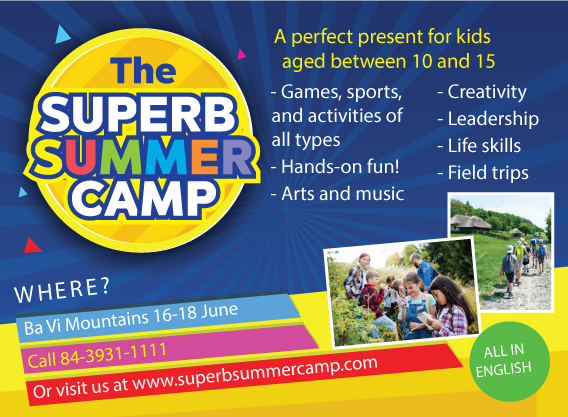 The
SUPERB
SUMMER
CAMP
A perfect present for kids
aged between 10 and 15
- Games, sports,
and activities of
all types
- Hands-on fun!
- Arts and music
- Creativity
- Leadership
- Life skills
- Field trips
WHERE?
Ba Vi Mountains 16-18 June
Call 84-3931-1111
Or visit us at www.superbsummercamp.com
ALL IN
ENGLISH